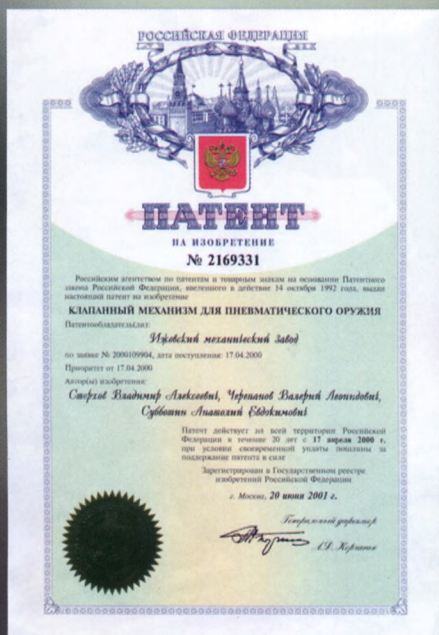 РОССИЙСКАЯ ФЕДЕРАЦИЯ
ПАТЕНТ
НА ИЗОБРЕТЕНИЕ
№ 2169331
Российским агентством по патентам и товарным знакам на основании Патентного
закона Российской Федерации, введенного в действие 14 октября 1992 года, выдан
настоящий патент на изобретение
КЛАПАННЫЙ МЕХАНИЗМ ДЛЯ ПНЕВМАТИЧЕСКОГО ОРУЖИЯ
Патентообладатель(ли):
Ижевский механический завод
по заявке № 2000109904, дата поступления: 17.04.2000
Приоритет от 17.04.2000
Автор(ы) изобретения:
Владимир Алексеевич, Черепанов Валерий Леонидович,
Субботин Анатолий Евдокимович
Патент действует на всей территории Российской
Федерации в течение 20 лет с 17 апреля 2000 г.
при условии своевременной уплаты пошлины за
поддержание патента в силе
Зарегистрирован в Государственном реестре
изобретений Российской Федерации
г. Москва, 20 июня 2001 г.
Генеральный директор
А.Д. Корчагин